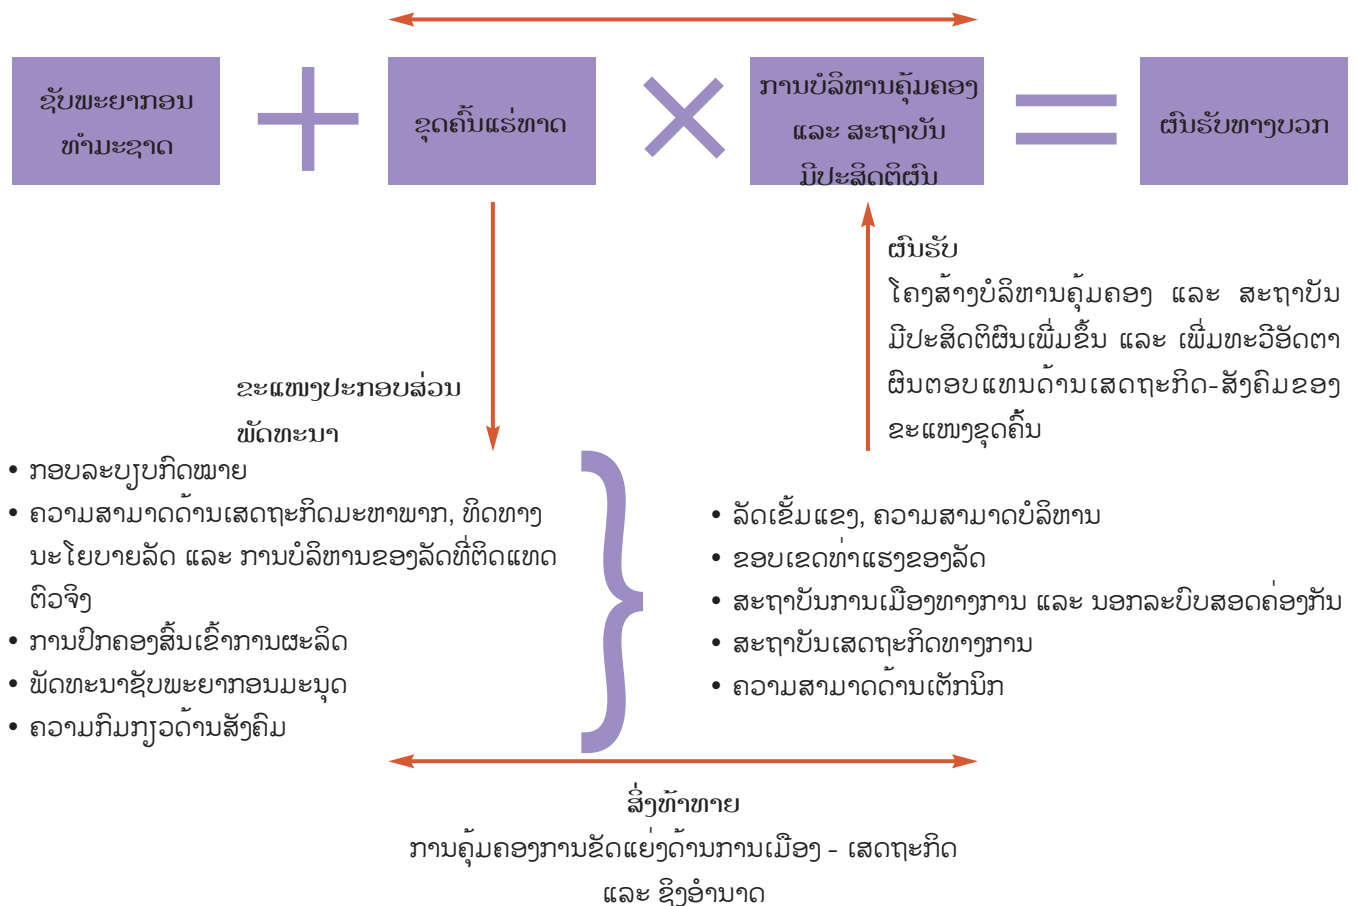 ຊັບພະຍາກອນ
ທຳມະຊາດ
ຂຸດຄົ້ນແຮ່ທາດ
ການບໍລິຫານຄຸ້ມຄອງ
ແລະ ສະຖາບັນ
ມີປະສິດຕິຜົນ
ຜົນຮັບທາງບວກ
ຜົນຮັບ
ໂຄງສ້າງບໍລິຫານຄຸ້ມຄອງ ແລະ ສະຖາບັນ
ມີປະສິດຕິຜົນເພີ່ມຂຶ້ນ ແລະ ເພີ່ມທະວີອັດຕາ
ຜົນຕອບແທນດ້ານເສດຖະກິດ-ສັງຄົມຂອງ
ຂະແໜງຂຸດຄົ້ນ
ຂະແໜງປະກອບສ່ວນ
ພັດທະນາ
• ກອບລະບຽບກົດໝາຍ
• ຄວາມສາມາດດ້ານເສດຖະກິດມະຫາພາກ, ທິດທາງ
ນະໂຍບາຍລັດ ແລະ ການບໍລິຫານຂອງລັດທີ່ຕິດແທດ
ຕົວຈິງ
• ການປົກຄອງສິ້ນເຂົ້າການຜະລິດ
• ພັດທະນາຊັບພະຍາກອນມະນຸດ
• ຄວາມກົມກຽວດ້ານສັງຄົມ
• ລັດເຂັ້ມແຂງ, ຄວາມສາມາດບໍລິຫານ
• ຂອບເຂດທ່າແຮງຂອງລັດ
• ສະຖາບັນການເມືອງທາງການ ແລະ ນອກລະບົບສອດຄ່ອງກັນ
• ສະຖາບັນເສດຖະກິດທາງການ
• ຄວາມສາມາດດ້ານເຕັກນິກ
ສິ່ງທ້າທາຍ
ການຄຸ້ມຄອງການຂັດແຍ່ງດ້ານການເມືອງ - ເສດຖະກິດ
ແລະ ຊິງອຳນາດ